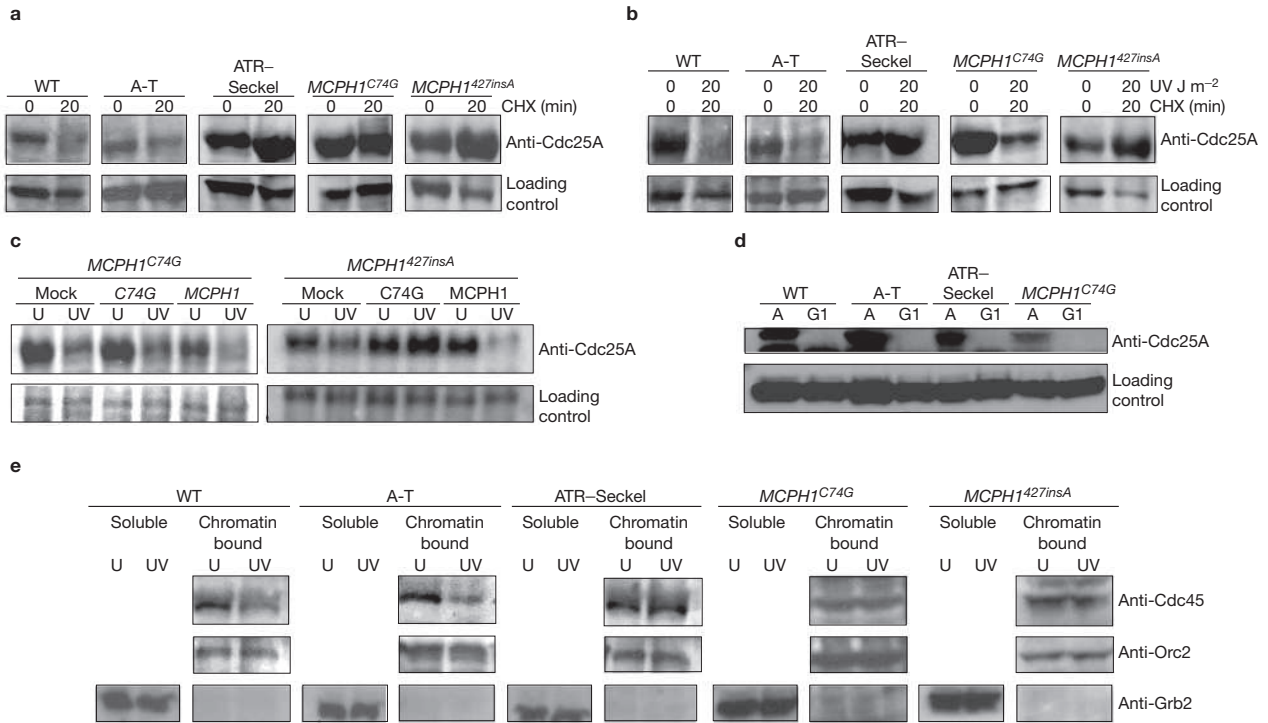 a
WT A-T ATR–Seckel MCPH1C74G MCPH1427insA
0 20 0 20 0 20 0 20 0 20 CHX (min)
Anti-Cdc25A
Loading control
b
WT A-T ATR–Seckel MCPH1C74G MCPH1427insA
0 20 0 20 0 20 0 20 0 20 UV J m–2
0 20 0 20 0 20 0 20 0 20 CHX (min)
Anti-Cdc25A
Loading control
c
MCPH1C74G MCPH1427insA
Mock C74G MCPH1 Mock C74G MCPH1
U UV U UV U UV U UV U UV U UV
Anti-Cdc25A
Loading control
d
WT A-T ATR–Seckel MCPH1C74G
A G1 A G1 A G1 A G1
Anti-Cdc25A
Loading control
e
WT A-T ATR–Seckel MCPH1C74G MCPH1427insA
Soluble Chromatin bound Soluble Chromatin bound Soluble Chromatin bound Soluble Chromatin bound Soluble Chromatin bound
U UV U UV U UV U UV U UV U UV U UV U UV U UV U UV
Anti-Cdc45
Anti-Orc2
Anti-Grb2